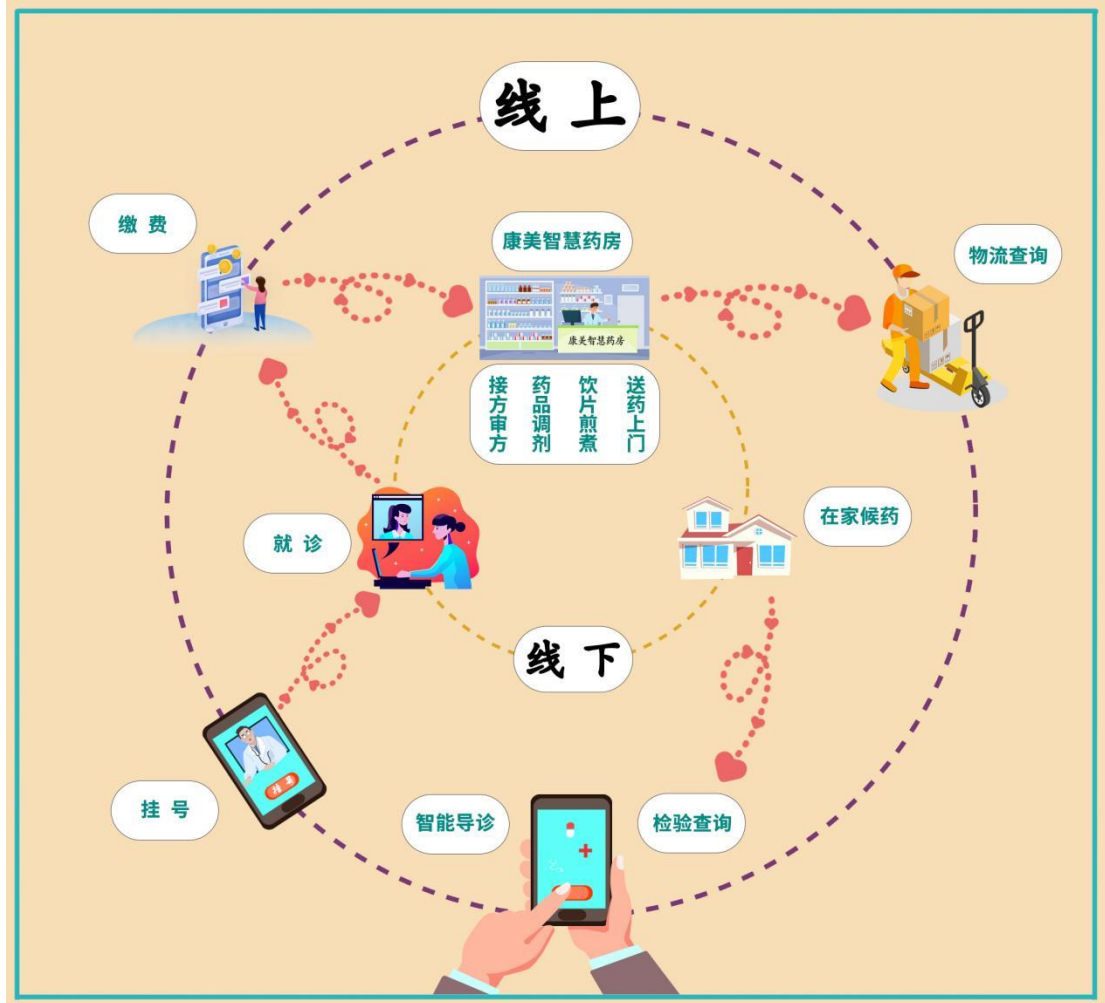 线 上
缴 费
康美智慧药房
物流查询
康美智慧药房
接方审方
药品调剂
饮片煎煮
送药上门
就 诊
在家候药
线 下
挂 号
挂 号
智能导诊
检验查询